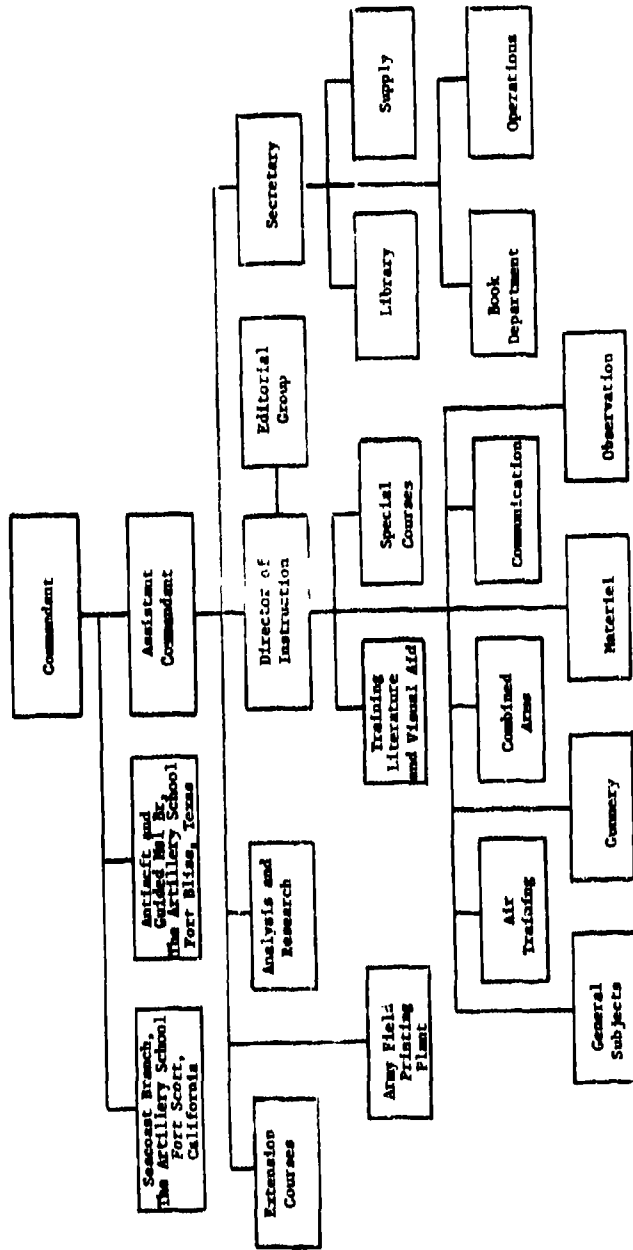 Commandant
Seacoast Branch,
The Artillery School
Fort Scott,
California
Antiacft and
Guided Msl Br,
The Artillery School
Fort Bliss, Texas
Assistant
Commandant
Extension
Courses
Analysis and
Research
Director of
Instruction
Editorial
Group
Secretary
Army Field
Printing
Plant
Training
Literature
and Visual Aid
Special
Courses
Library
Supply
Air
Training
Combined
Arms
Communication
Book
Department
Operations
General
Subjects
Gunnery
Materiel
Observation